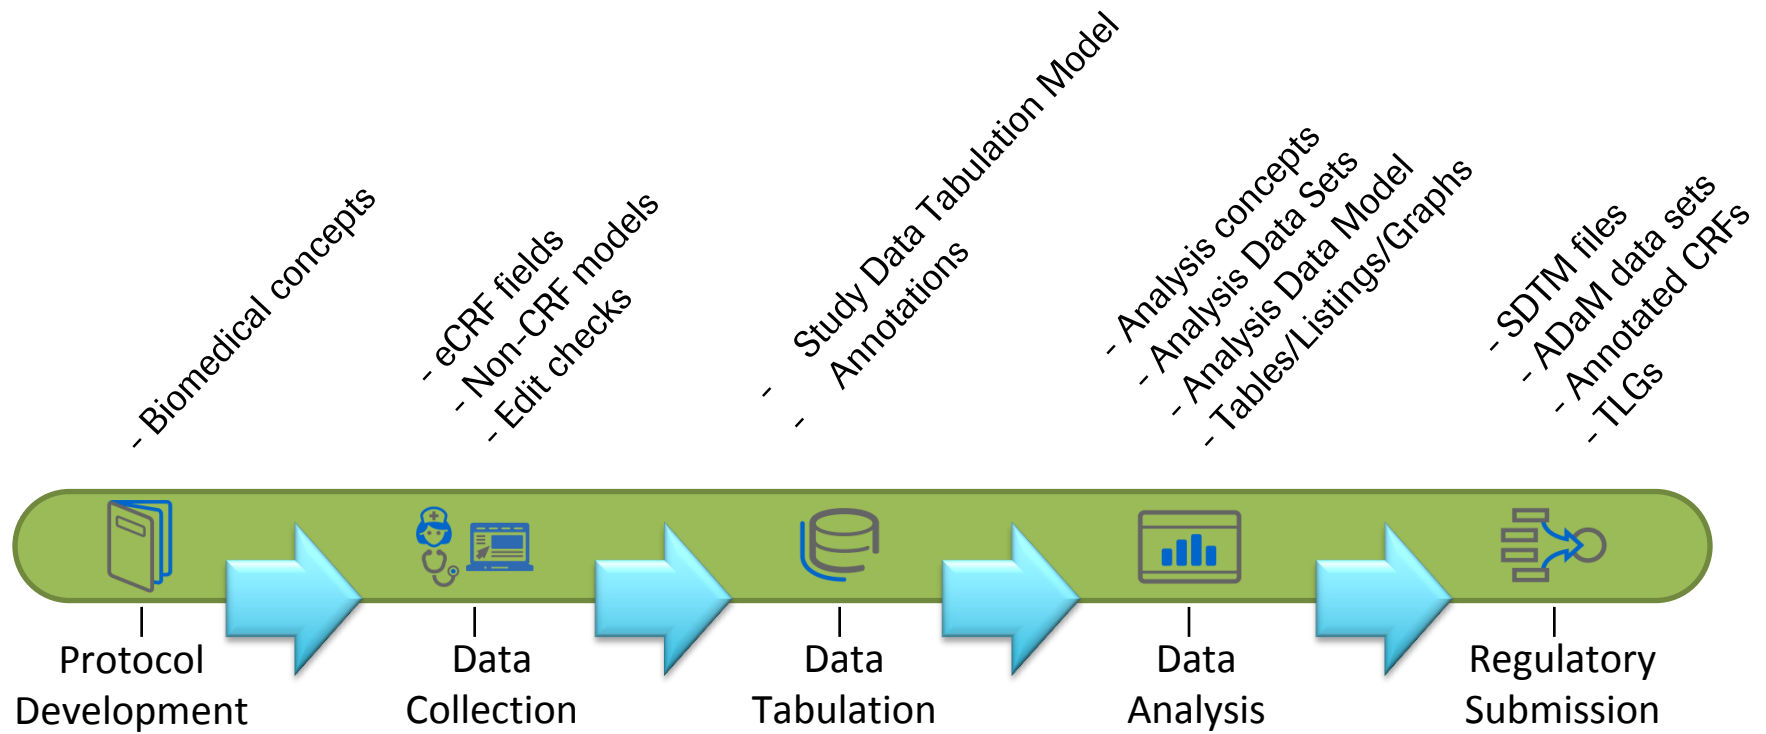 - Biomedical concepts
- eCRF fields
- Non-CRF models
- Edit checks
- Study Data Tabulation Model
- Annotations
- Analysis concepts
- Analysis Data Sets
- Analysis Data Model
- Tables/Listings/Graphs
- SDTM files
- ADaM data sets
- Annotated CRFs
- TLGs
Protocol
Development
Data
Collection
Data
Tabulation
Data
Analysis
Regulatory
Submission